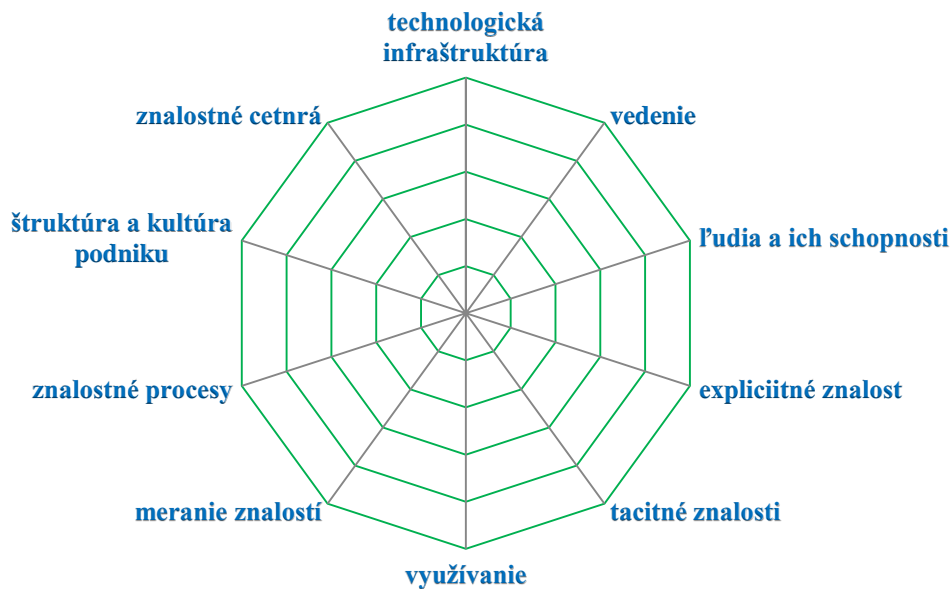 technologická
infraštruktúra
vedenie
ľudia a ich schopnosti
expliciitné znalost
tacitné znalosti
využívanie
meranie znalostí
znalostné procesy
štruktúra a kultúra
podniku
znalostné cetnrá